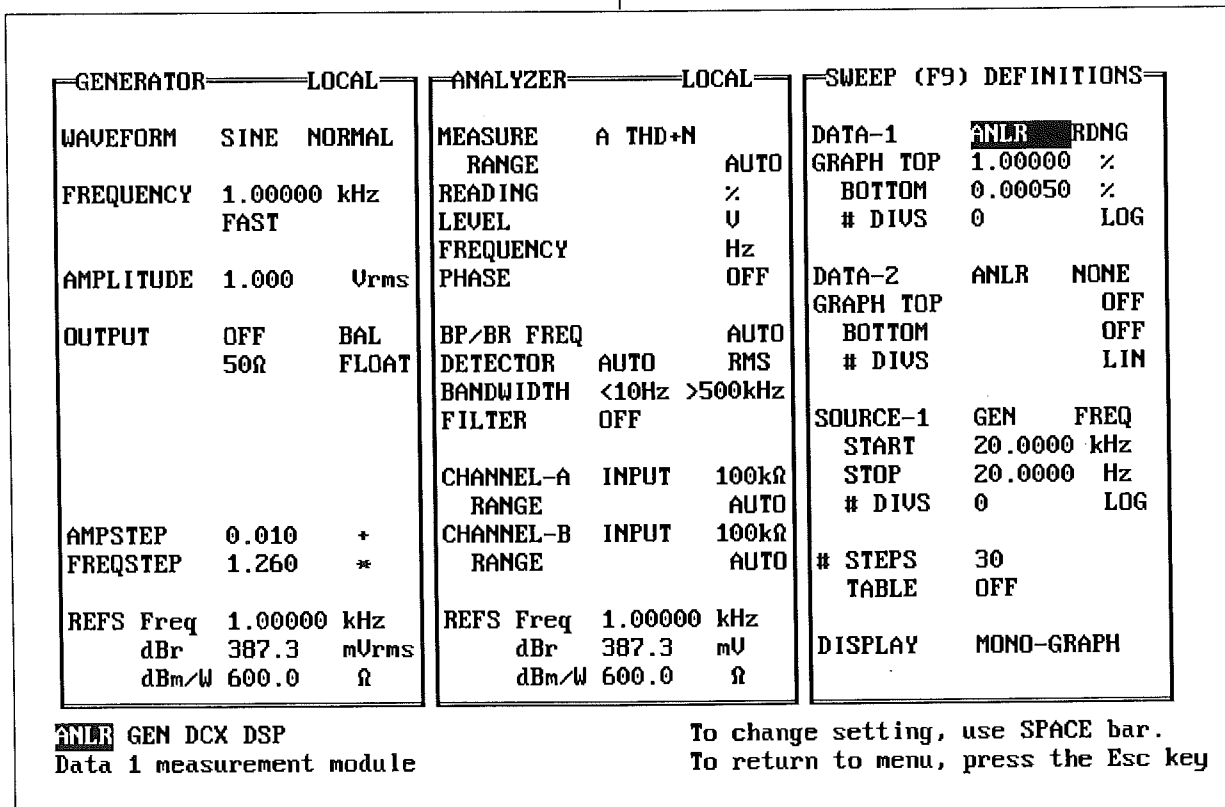 GENERATOR LOCAL
WAVEFORM SINE NORMAL
FREQUENCY 1.00000 kHz
FAST
AMPLITUDE 1.000 Vrms
OUTPUT OFF BAL
50Ω FLOAT
AMPSTEP 0.010 +
FREQSTEP 1.260 *
REFS Freq 1.00000 kHz
dBr 387.3 mVrms
dBm/W 600.0 Ω
ANALYZER LOCAL
MEASURE A THD+N
RANGE AUTO
READING %
LEVEL V
FREQUENCY Hz
PHASE OFF
BP/BR FREQ AUTO
DETECTOR AUTO RMS
BANDWIDTH <10Hz >500kHz
FILTER OFF
CHANNEL-A INPUT 100kΩ
RANGE AUTO
CHANNEL-B INPUT 100kΩ
RANGE AUTO
REFS Freq 1.00000 kHz
dBr 387.3 mV
dBm/W 600.0 Ω
SWEEP (F9) DEFINITIONS
DATA-1 ANLR RDNG
GRAPH TOP 1.00000 %
BOTTOM 0.00050 %
# DIVS 0 LOG
DATA-2 ANLR NONE
GRAPH TOP OFF
BOTTOM OFF
# DIVS LIN
SOURCE-1 GEN FREQ
START 20.0000 kHz
STOP 20.0000 Hz
# DIVS 0 LOG
# STEPS 30
TABLE OFF
DISPLAY MONO-GRAPH
ANLR GEN DCX DSP
Data 1 measurement module
To change setting, use SPACE bar.
To return to menu, press the Esc key